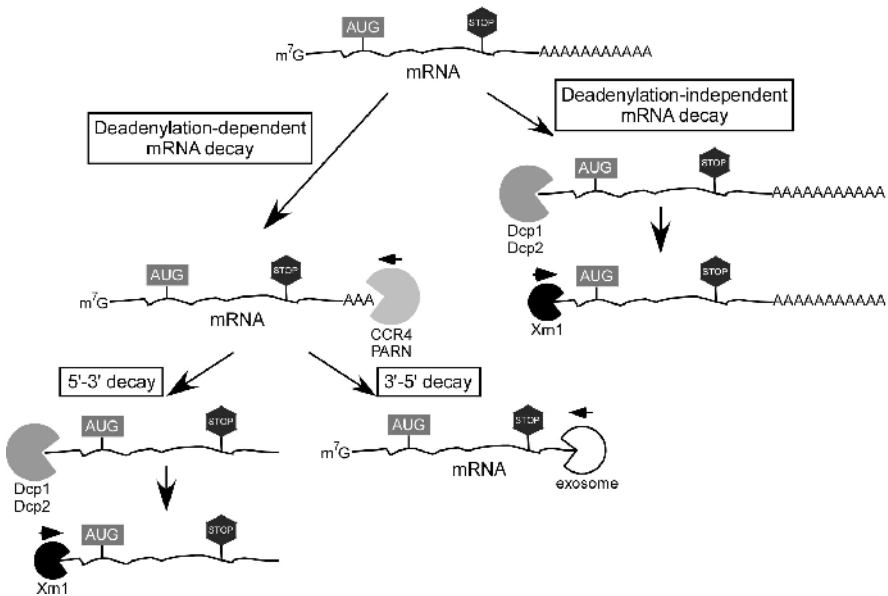 AUG
STOP
m⁷G
AAAAAAAAAAA
mRNA
Deadenylation-dependent
mRNA decay
Deadenylation-independent
mRNA decay
AUG
STOP
AAAAAAAAAAA
Dcp1
Dcp2
AUG
STOP
AAAAAAAAAAA
Xrn1
AUG
STOP
m⁷G
AAA
mRNA
CCR4
PARN
5'-3' decay
3'-5' decay
AUG
STOP
Dcp1
Dcp2
AUG
STOP
m⁷G
mRNA
exosome
AUG
STOP
Xrn1